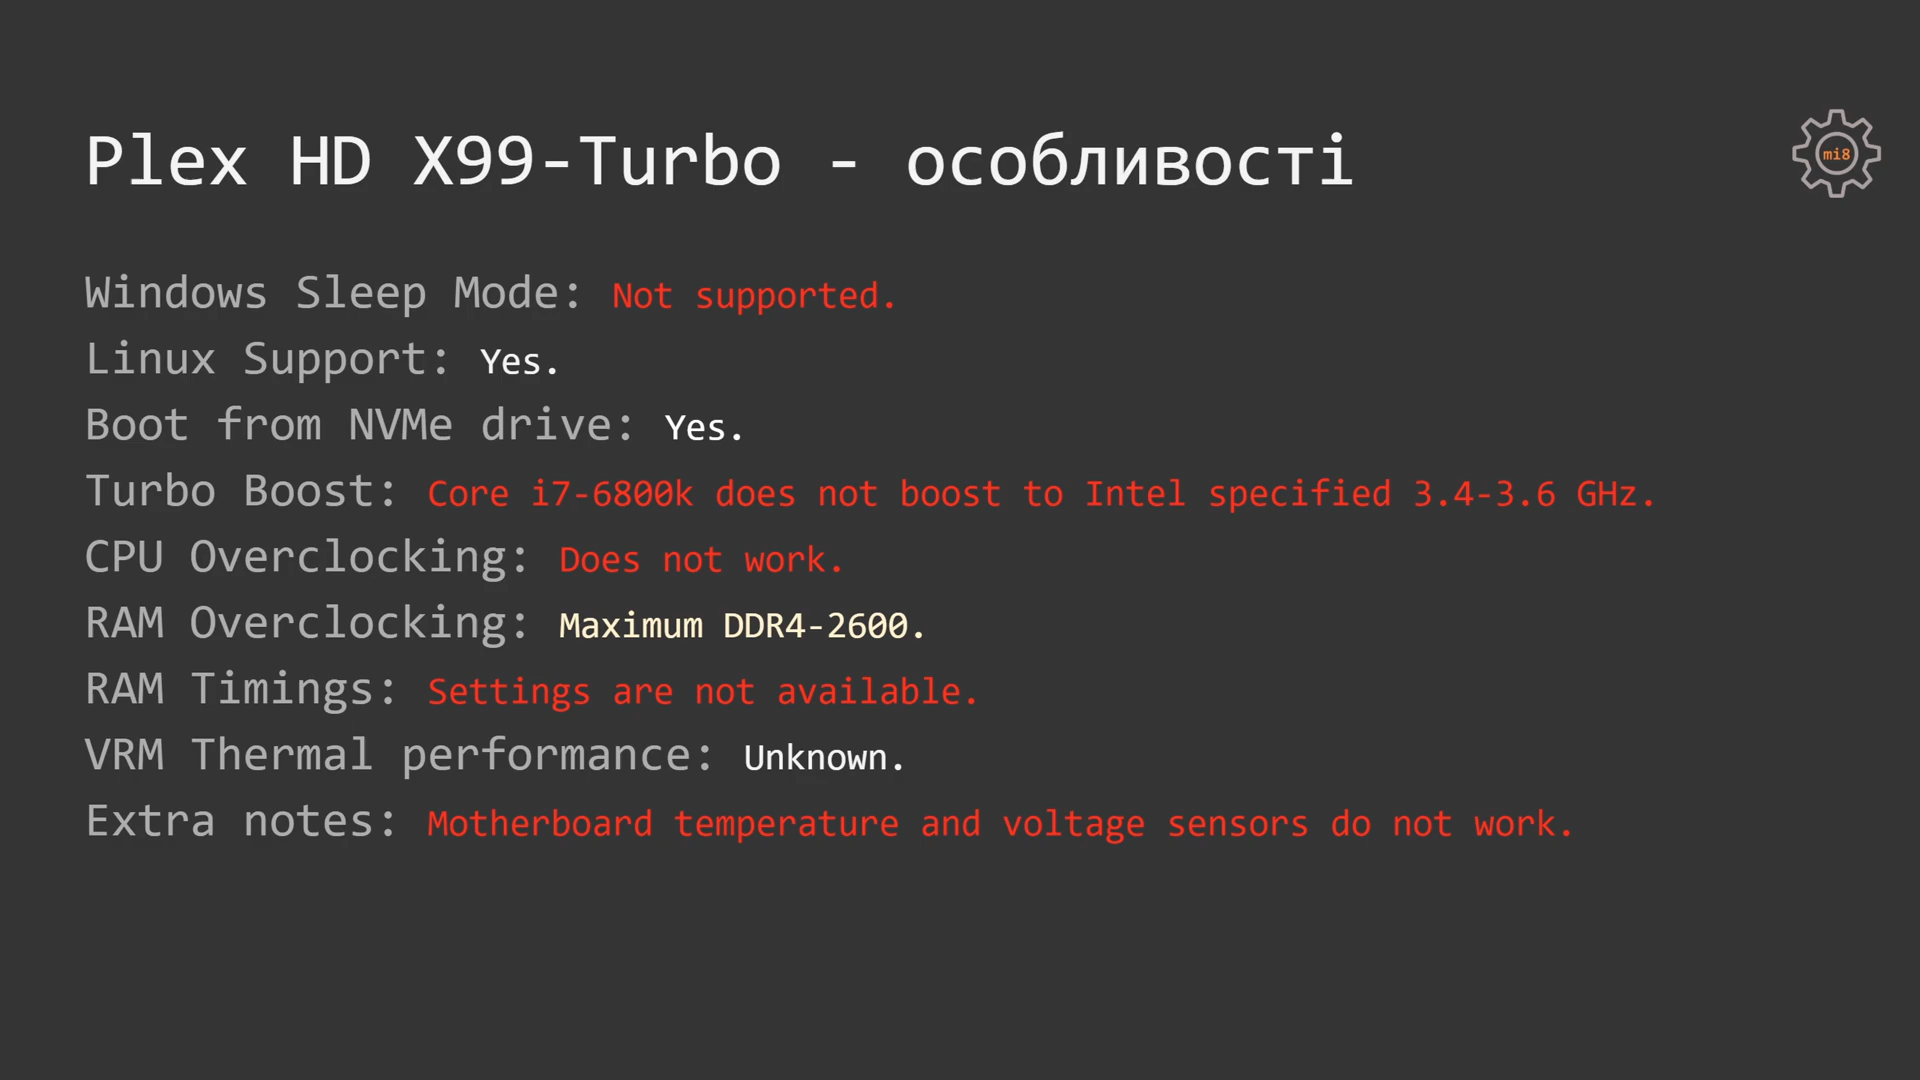 Plex HD X99-Turbo - особливості
mi8
Windows Sleep Mode: Not supported.
Linux Support: Yes.
Boot from NVMe drive: Yes.
Turbo Boost: Core i7-6800k does not boost to Intel specified 3.4-3.6 GHz.
CPU Overclocking: Does not work.
RAM Overclocking: Maximum DDR4-2600.
RAM Timings: Settings are not available.
VRM Thermal performance: Unknown.
Extra notes: Motherboard temperature and voltage sensors do not work.